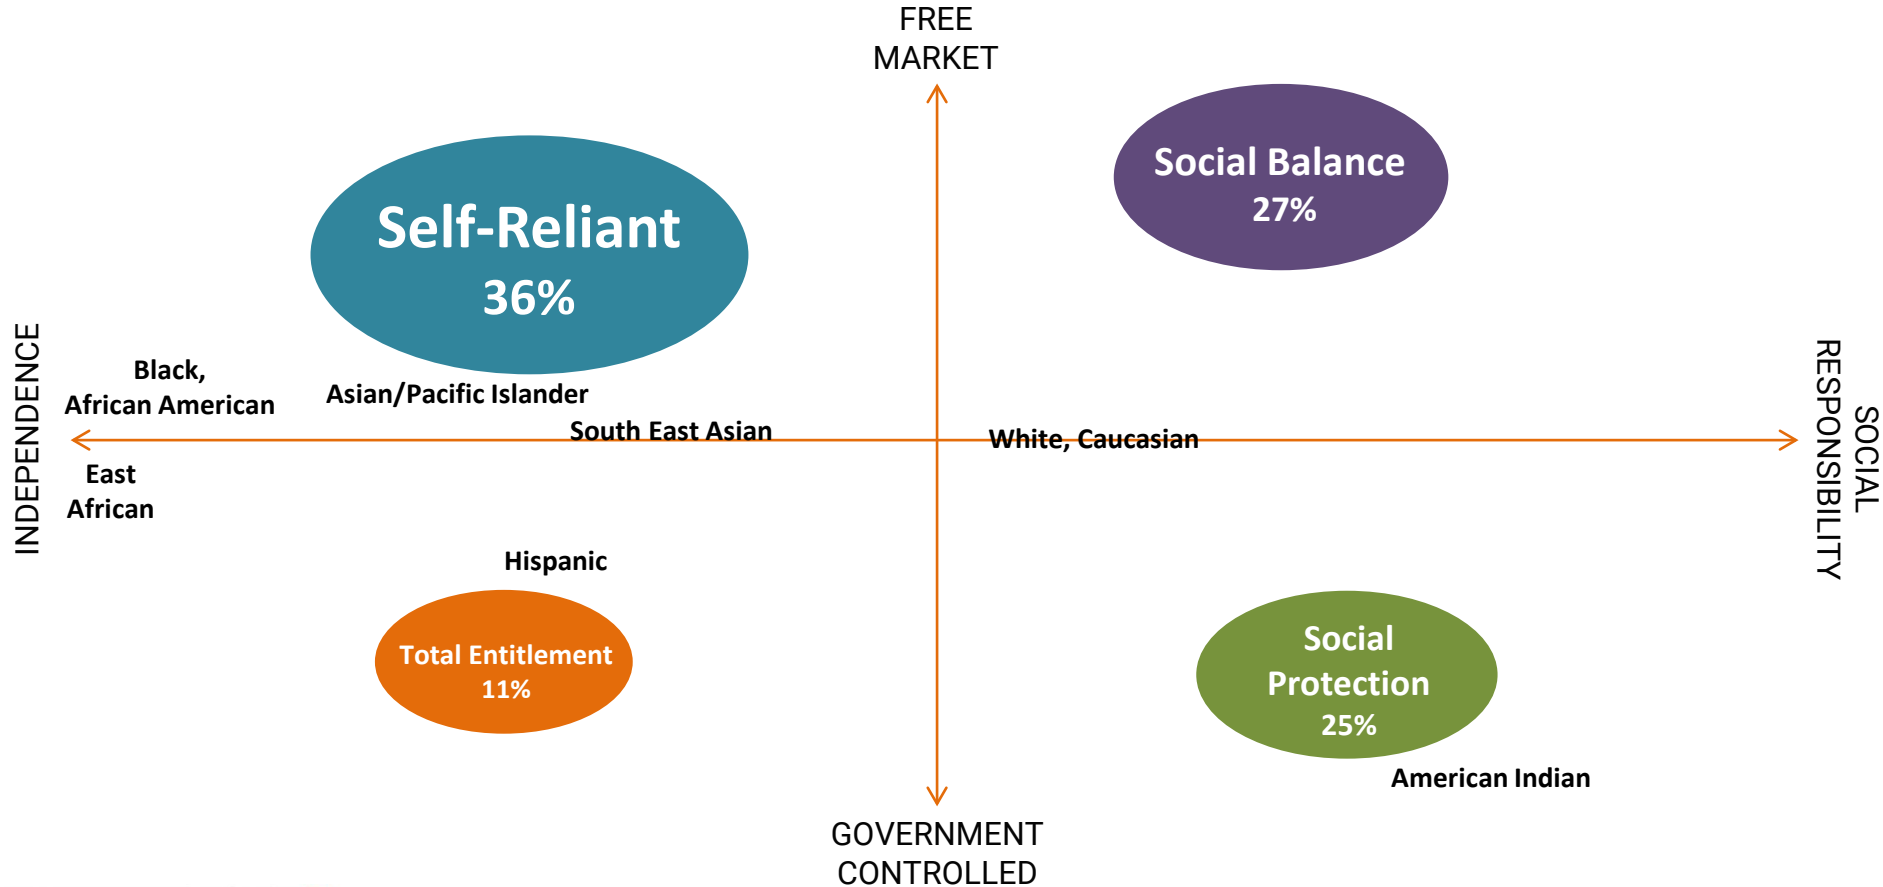 FREE
MARKET
Social Balance
27%
Self-Reliant
36%
INDEPENDENCE
SOCIAL
RESPONSIBILITY
Black,
African American
Asian/Pacific Islander
South East Asian
White, Caucasian
East
African
Hispanic
Total Entitlement
11%
Social
Protection
25%
American Indian
GOVERNMENT
CONTROLLED